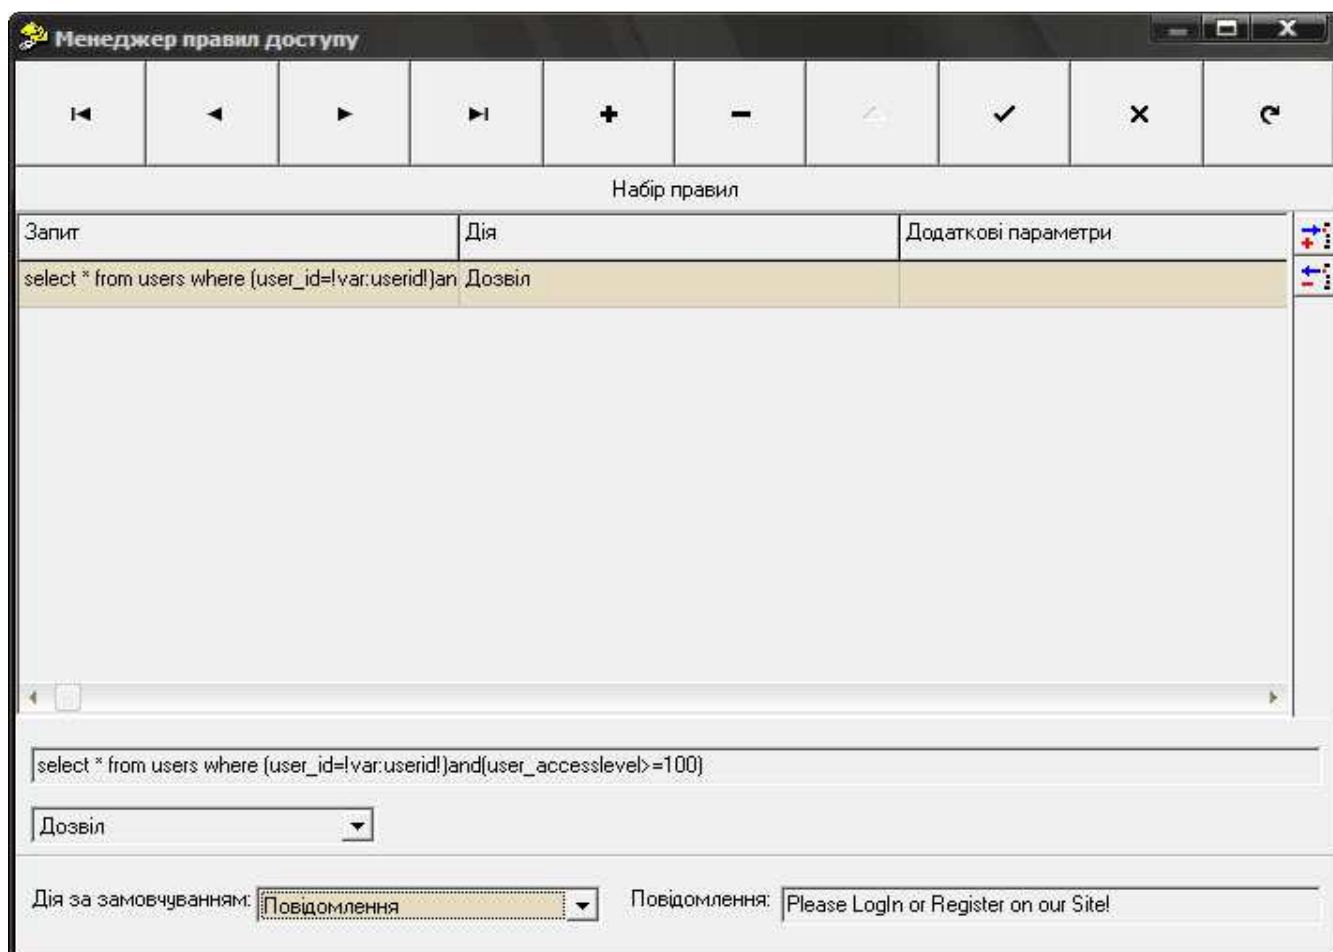 Менеджер правил доступу
Набір правил
Запит Дія Додаткові параметри
select * from users where (user_id=!var:userid!)an Дозвіл
select * from users where (user_id=!var:userid!)and(user_accesslevel>=100)
Дозвіл
Дія за замовчуванням: Повідомлення Повідомлення: Please LogIn or Register on our Site!